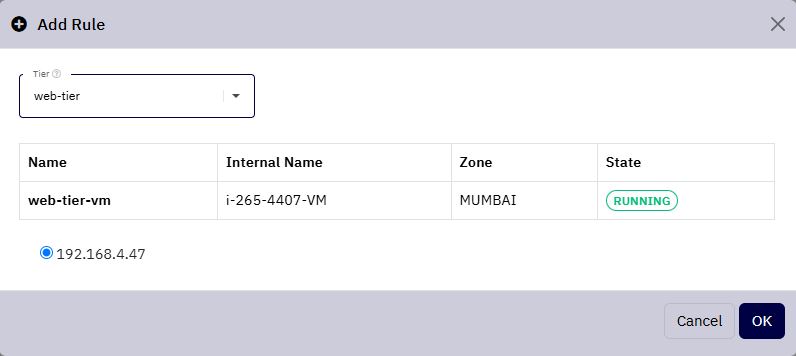 Add Rule
Tier
web-tier
Name Internal Name Zone State
web-tier-vm i-265-4407-VM MUMBAI RUNNING
192.168.4.47
Cancel OK